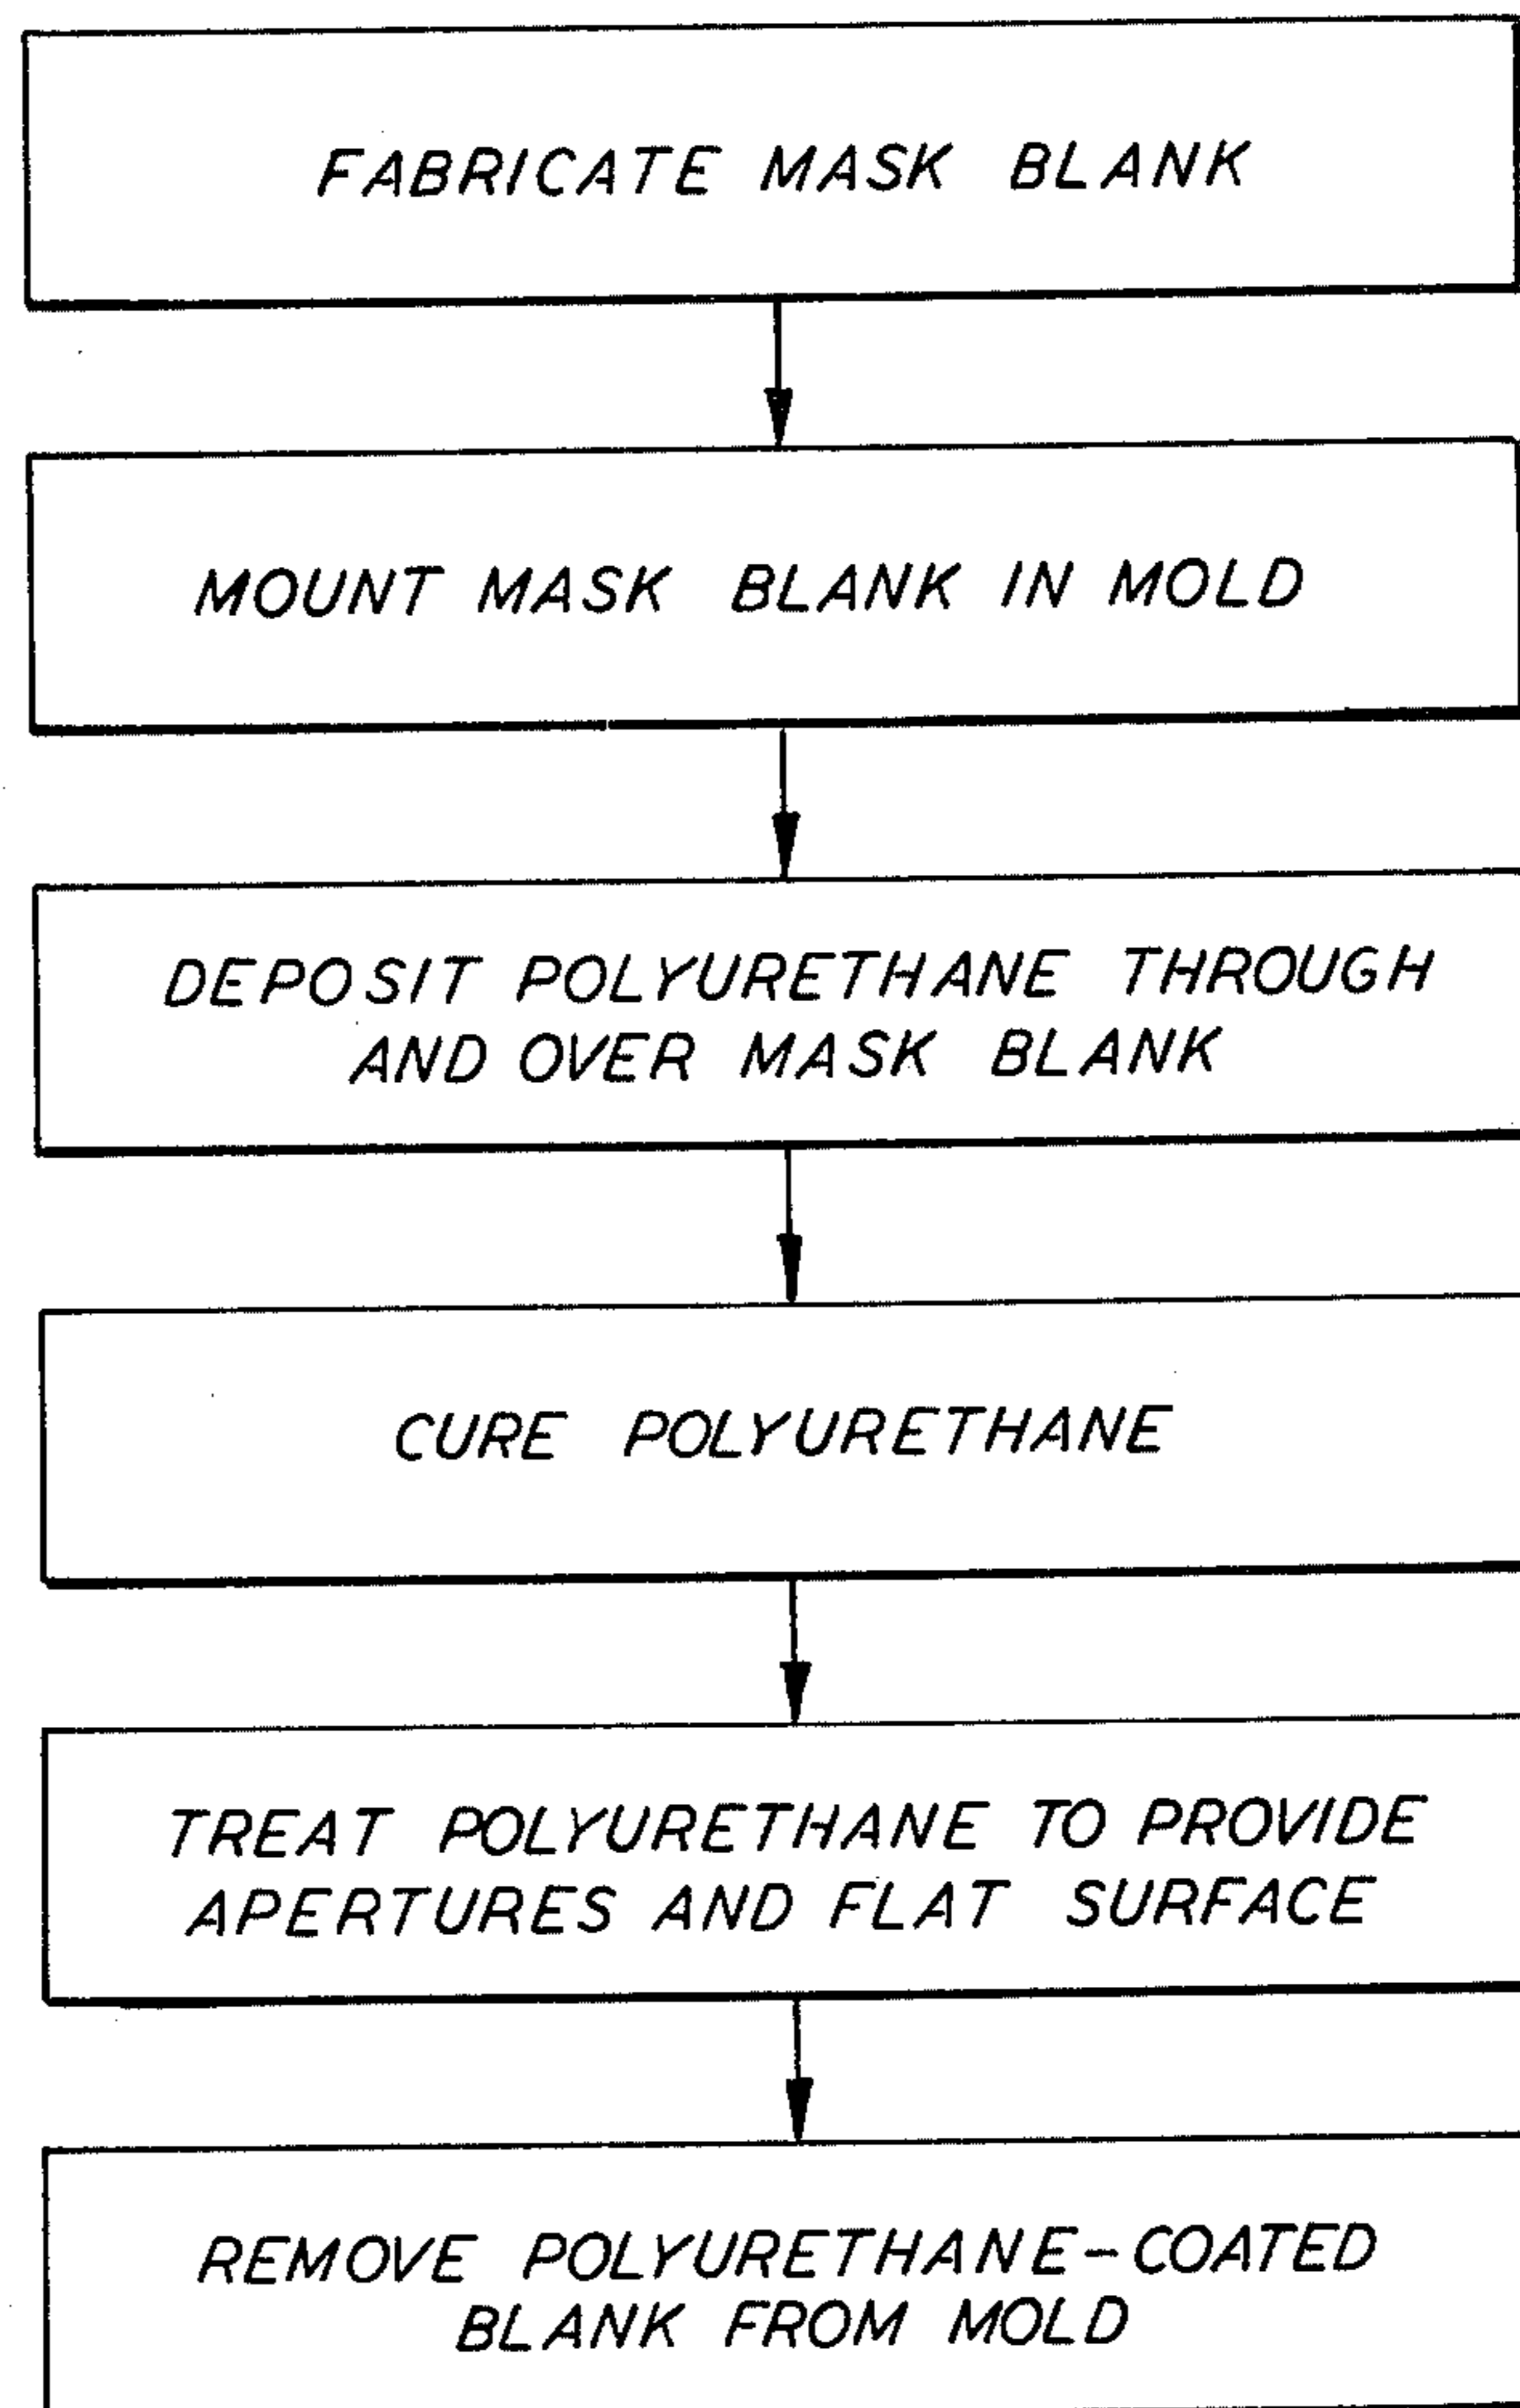 FABRICATE MASK BLANK
MOUNT MASK BLANK IN MOLD
DEPOSIT POLYURETHANE THROUGH
AND OVER MASK BLANK
CURE POLYURETHANE
TREAT POLYURETHANE TO PROVIDE
APERTURES AND FLAT SURFACE
REMOVE POLYURETHANE-COATED
BLANK FROM MOLD